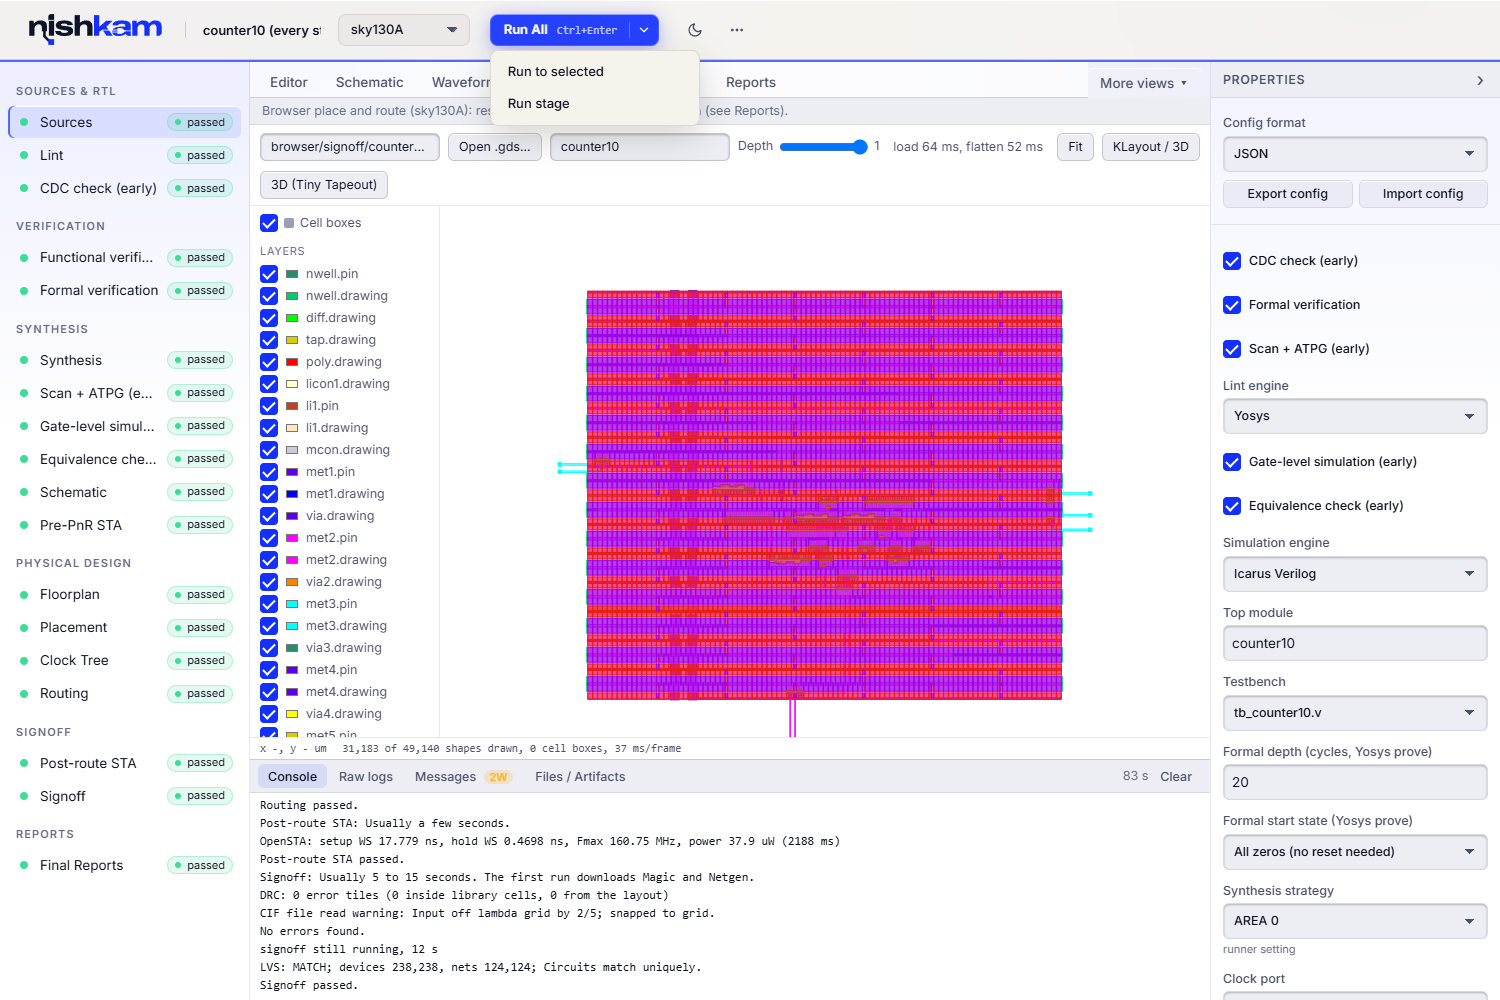 nishkam
counter10 (every st
sky130A
Run All Ctrl+Enter
Run to selected
Run stage
SOURCES & RTL
Sources passed
Lint passed
CDC check (early) passed
VERIFICATION
Functional verifi... passed
Formal verification passed
SYNTHESIS
Synthesis passed
Scan + ATPG (e... passed
Gate-level simul... passed
Equivalence che... passed
Schematic passed
Pre-PnR STA passed
PHYSICAL DESIGN
Floorplan passed
Placement passed
Clock Tree passed
Routing passed
SIGNOFF
Post-route STA passed
Signoff passed
REPORTS
Final Reports passed
Editor Schematic Wavefor Reports More views
Browser place and route (sky130A): res (see Reports).
browser/signoff/counter... Open .gds... counter10 Depth 1 load 64 ms, flatten 52 ms Fit KLayout / 3D
3D (Tiny Tapeout)
Cell boxes
LAYERS
nwell.pin
nwell.drawing
diff.drawing
tap.drawing
poly.drawing
licon1.drawing
li1.pin
li1.drawing
mcon.drawing
met1.pin
met1.drawing
via.drawing
met2.pin
met2.drawing
via2.drawing
met3.pin
met3.drawing
via3.drawing
met4.pin
met4.drawing
via4.drawing
met5.pin
x -, y - um 31,183 of 49,140 shapes drawn, 0 cell boxes, 37 ms/frame
Console Raw logs Messages 2W Files / Artifacts 83 s Clear
Routing passed.
Post-route STA: Usually a few seconds.
OpenSTA: setup WS 17.779 ns, hold WS 0.4698 ns, Fmax 160.75 MHz, power 37.9 uW (2188 ms)
Post-route STA passed.
Signoff: Usually 5 to 15 seconds. The first run downloads Magic and Netgen.
DRC: 0 error tiles (0 inside library cells, 0 from the layout)
CIF file read warning: Input off lambda grid by 2/5; snapped to grid.
No errors found.
signoff still running, 12 s
LVS: MATCH; devices 238,238, nets 124,124; Circuits match uniquely.
Signoff passed.
PROPERTIES
Config format
JSON
Export config Import config
CDC check (early)
Formal verification
Scan + ATPG (early)
Lint engine
Yosys
Gate-level simulation (early)
Equivalence check (early)
Simulation engine
Icarus Verilog
Top module
counter10
Testbench
tb_counter10.v
Formal depth (cycles, Yosys prove)
20
Formal start state (Yosys prove)
All zeros (no reset needed)
Synthesis strategy
AREA 0
runner setting
Clock port